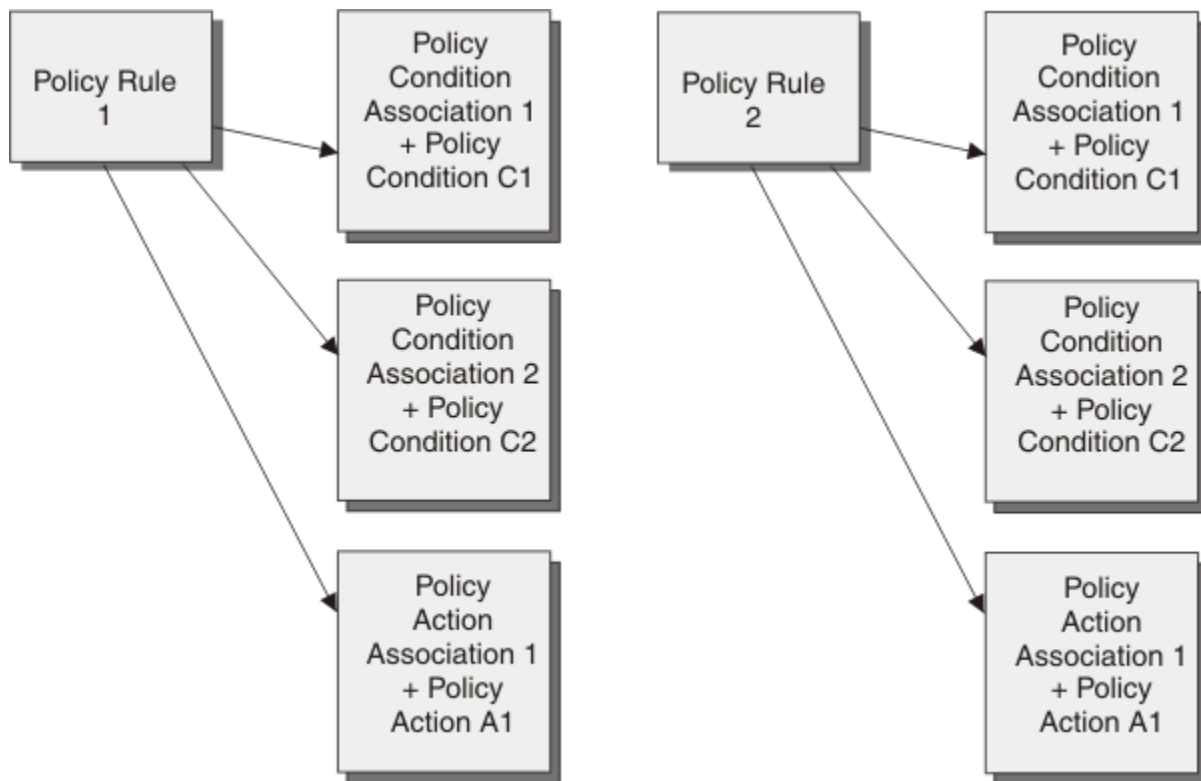 Policy Rule
1
Policy
Condition
Association 1
+ Policy
Condition C1
Policy
Condition
Association 2
+ Policy
Condition C2
Policy
Action
Association 1
+ Policy
Action A1
Policy Rule
2
Policy
Condition
Association 1
+ Policy
Condition C1
Policy
Condition
Association 2
+ Policy
Condition C2
Policy
Action
Association 1
+ Policy
Action A1